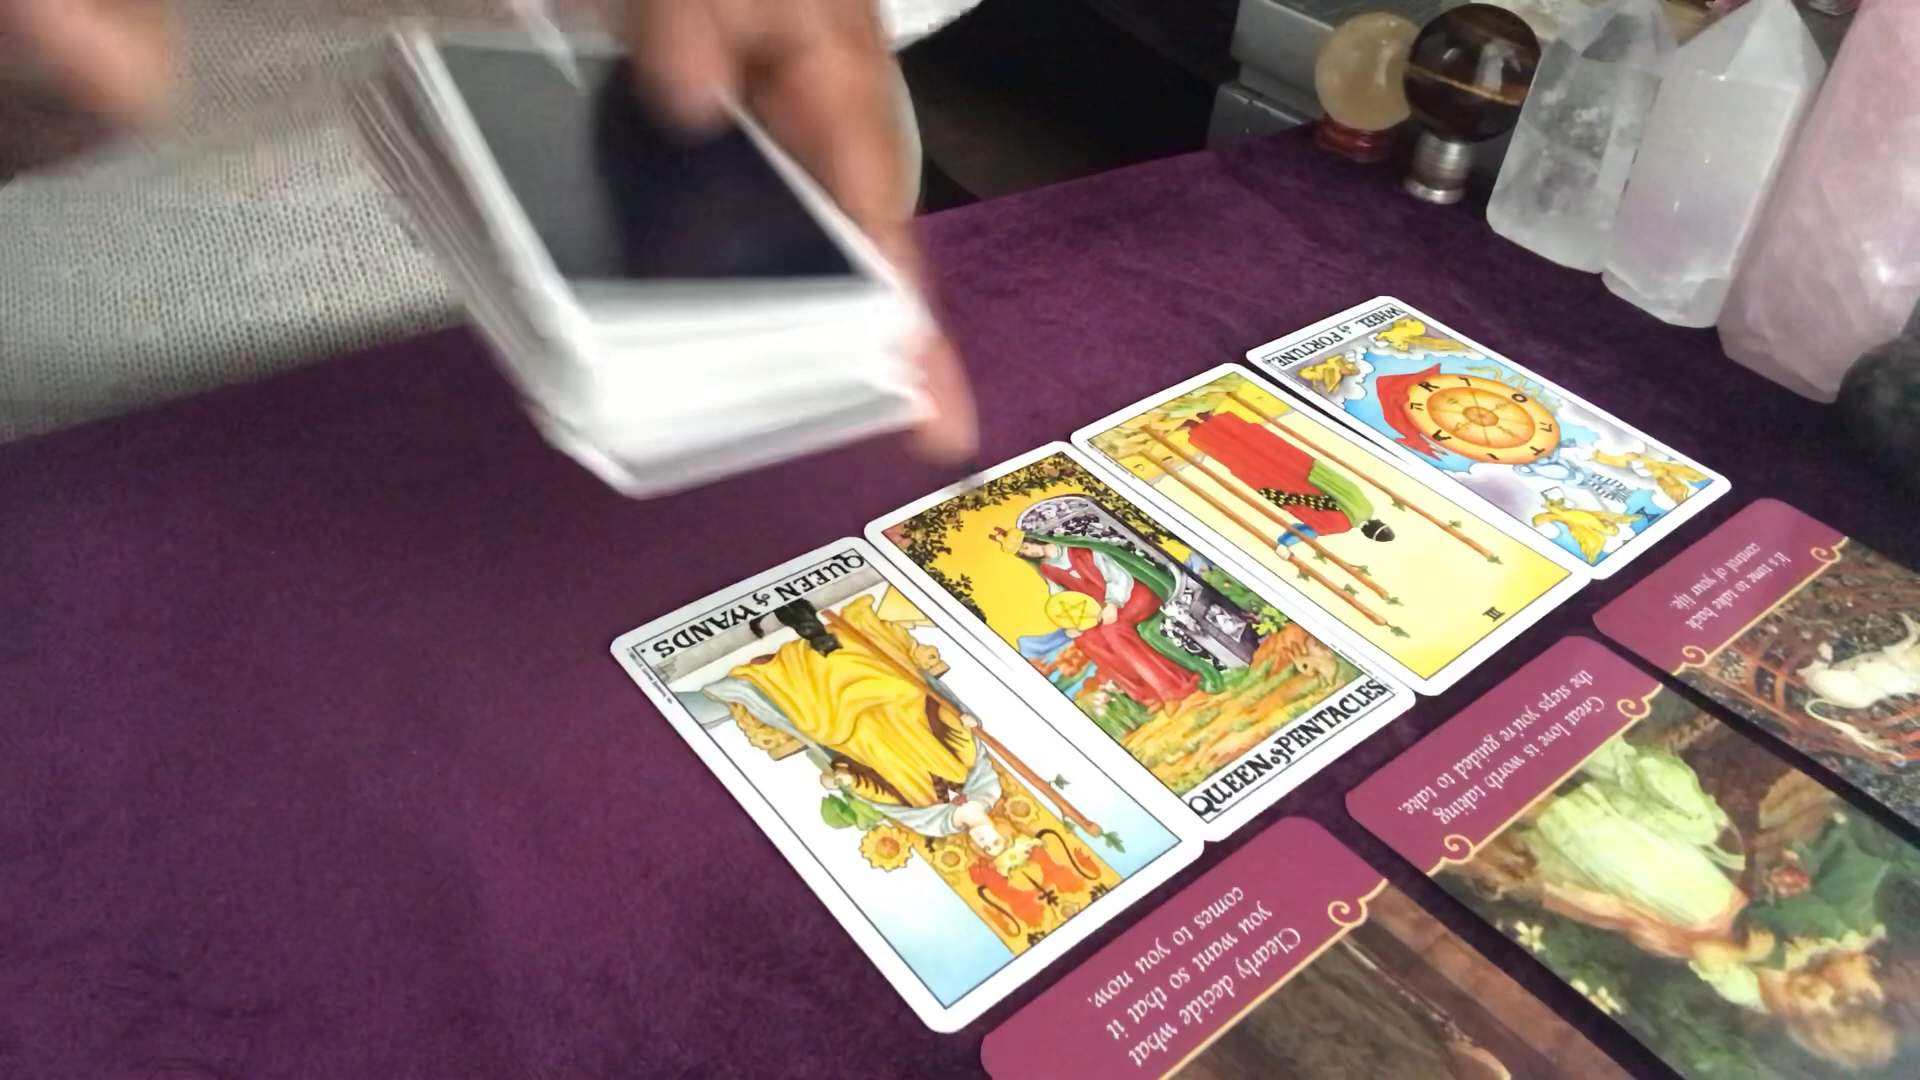 WHEEL of FORTUNE.
X
III
QUEEN of PENTACLES
QUEEN of WANDS.
It's time to take back
control of your life.
Great love is worth taking
the steps you're guided to take.
Clearly decide what
you want so that it
comes to you now.